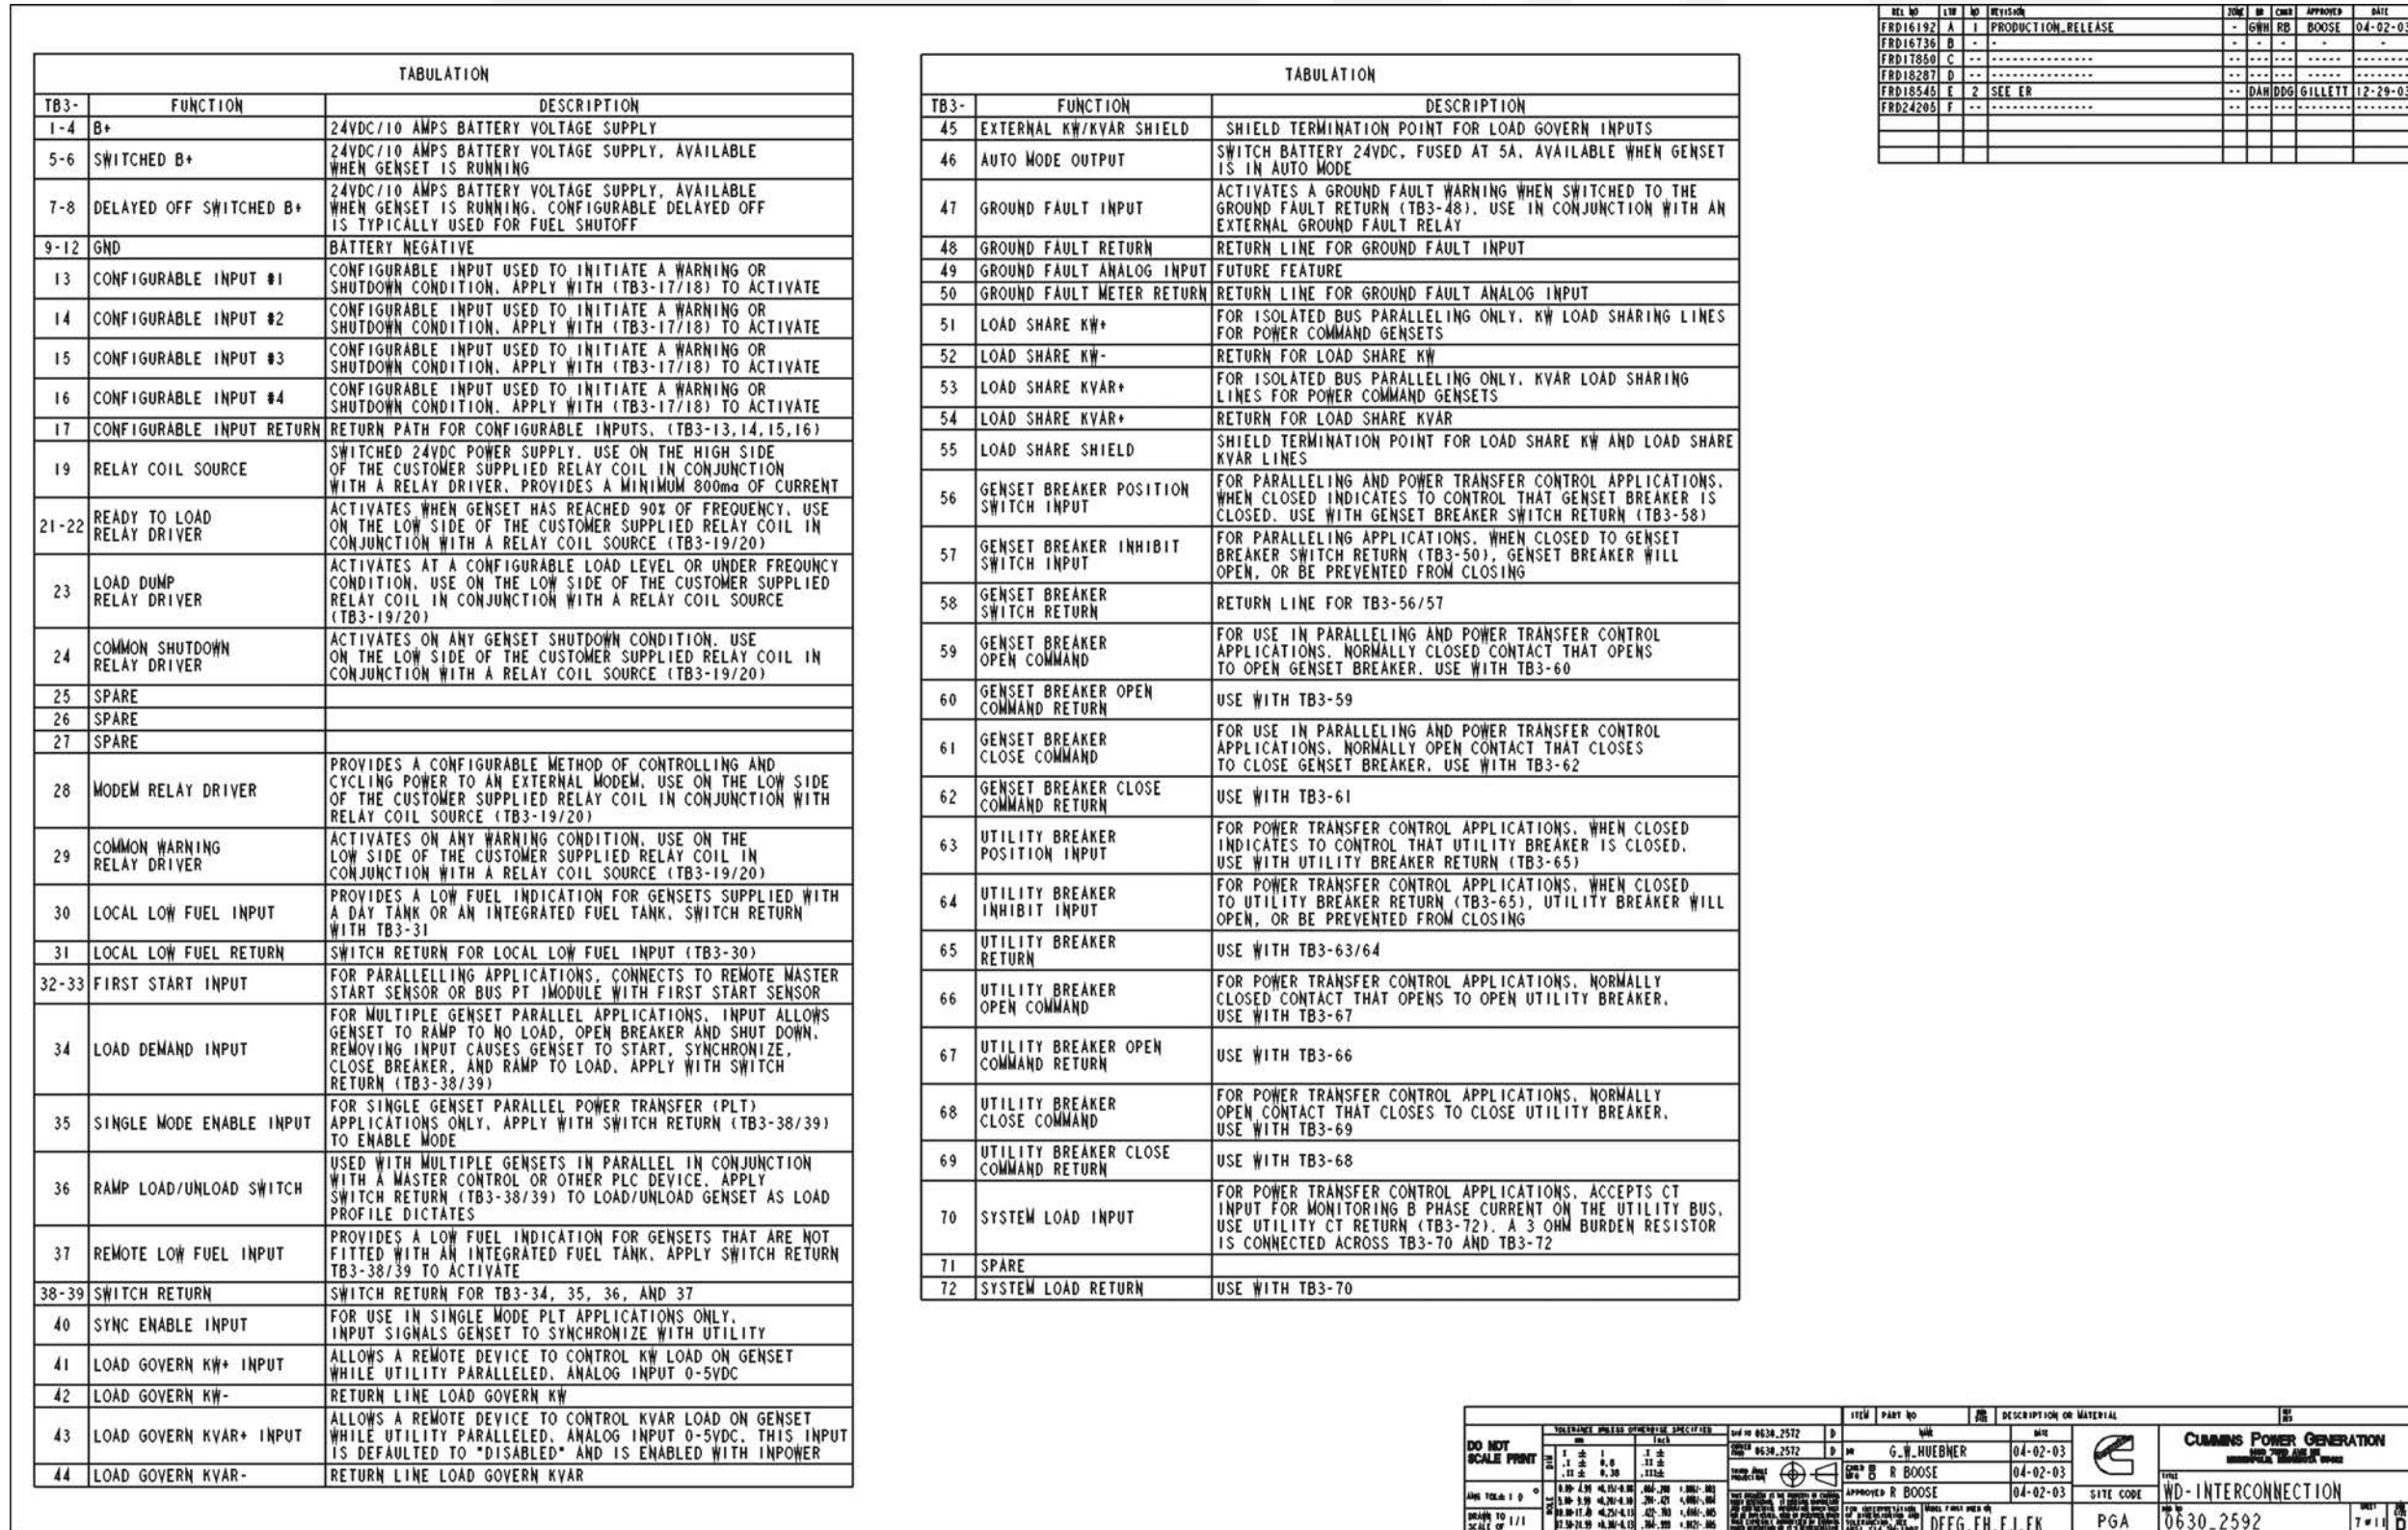 REL NO LTR NO REVISION ZONE DR CHKR APPROVED DATE
FRD16192 A 1 PRODUCTION_RELEASE - GWH RB BOOSE 04-02-03
FRD16736 B - - - - - - -
FRD17850 C -- --------------- -- --- --- ----- --------
FRD18287 D -- --------------- -- --- --- ----- --------
FRD18545 E 2 SEE ER -- DAH DDG GILLETT 12-29-03
FRD24205 F -- --------------- -- --- --- -------- --------
TABULATION
TB3- FUNCTION DESCRIPTION
1-4 B+ 24VDC/10 AMPS BATTERY VOLTAGE SUPPLY
5-6 SWITCHED B+ 24VDC/10 AMPS BATTERY VOLTAGE SUPPLY, AVAILABLE
WHEN GENSET IS RUNNING
7-8 DELAYED OFF SWITCHED B+ 24VDC/10 AMPS BATTERY VOLTAGE SUPPLY, AVAILABLE
WHEN GENSET IS RUNNING. CONFIGURABLE DELAYED OFF
IS TYPICALLY USED FOR FUEL SHUTOFF
9-12 GND BATTERY NEGATIVE
13 CONFIGURABLE INPUT #1 CONFIGURABLE INPUT USED TO INITIATE A WARNING OR
SHUTDOWN CONDITION. APPLY WITH (TB3-17/18) TO ACTIVATE
14 CONFIGURABLE INPUT #2 CONFIGURABLE INPUT USED TO INITIATE A WARNING OR
SHUTDOWN CONDITION. APPLY WITH (TB3-17/18) TO ACTIVATE
15 CONFIGURABLE INPUT #3 CONFIGURABLE INPUT USED TO INITIATE A WARNING OR
SHUTDOWN CONDITION. APPLY WITH (TB3-17/18) TO ACTIVATE
16 CONFIGURABLE INPUT #4 CONFIGURABLE INPUT USED TO INITIATE A WARNING OR
SHUTDOWN CONDITION. APPLY WITH (TB3-17/18) TO ACTIVATE
17 CONFIGURABLE INPUT RETURN RETURN PATH FOR CONFIGURABLE INPUTS. (TB3-13,14,15,16)
19 RELAY COIL SOURCE SWITCHED 24VDC POWER SUPPLY. USE ON THE HIGH SIDE
OF THE CUSTOMER SUPPLIED RELAY COIL IN CONJUNCTION
WITH A RELAY DRIVER. PROVIDES A MINIMUM 800ma OF CURRENT
21-22 READY TO LOAD
RELAY DRIVER ACTIVATES WHEN GENSET HAS REACHED 90% OF FREQUENCY. USE
ON THE LOW SIDE OF THE CUSTOMER SUPPLIED RELAY COIL IN
CONJUNCTION WITH A RELAY COIL SOURCE (TB3-19/20)
23 LOAD DUMP
RELAY DRIVER ACTIVATES AT A CONFIGURABLE LOAD LEVEL OR UNDER FREQUNCY
CONDITION. USE ON THE LOW SIDE OF THE CUSTOMER SUPPLIED
RELAY COIL IN CONJUNCTION WITH A RELAY COIL SOURCE
(TB3-19/20)
24 COMMON SHUTDOWN
RELAY DRIVER ACTIVATES ON ANY GENSET SHUTDOWN CONDITION. USE
ON THE LOW SIDE OF THE CUSTOMER SUPPLIED RELAY COIL IN
CONJUNCTION WITH A RELAY COIL SOURCE (TB3-19/20)
25 SPARE
26 SPARE
27 SPARE
28 MODEM RELAY DRIVER PROVIDES A CONFIGURABLE METHOD OF CONTROLLING AND
CYCLING POWER TO AN EXTERNAL MODEM. USE ON THE LOW SIDE
OF THE CUSTOMER SUPPLIED RELAY COIL IN CONJUNCTION WITH
RELAY COIL SOURCE (TB3-19/20)
29 COMMON WARNING
RELAY DRIVER ACTIVATES ON ANY WARNING CONDITION. USE ON THE
LOW SIDE OF THE CUSTOMER SUPPLIED RELAY COIL IN
CONJUNCTION WITH A RELAY COIL SOURCE (TB3-19/20)
30 LOCAL LOW FUEL INPUT PROVIDES A LOW FUEL INDICATION FOR GENSETS SUPPLIED WITH
A DAY TANK OR AN INTEGRATED FUEL TANK. SWITCH RETURN
WITH TB3-31
31 LOCAL LOW FUEL RETURN SWITCH RETURN FOR LOCAL LOW FUEL INPUT (TB3-30)
32-33 FIRST START INPUT FOR PARALLELLING APPLICATIONS. CONNECTS TO REMOTE MASTER
START SENSOR OR BUS PT )MODULE WITH FIRST START SENSOR
34 LOAD DEMAND INPUT FOR MULTIPLE GENSET PARALLEL APPLICATIONS. INPUT ALLOWS
GENSET TO RAMP TO NO LOAD, OPEN BREAKER AND SHUT DOWN.
REMOVING INPUT CAUSES GENSET TO START, SYNCHRONIZE,
CLOSE BREAKER, AND RAMP TO LOAD. APPLY WITH SWITCH
RETURN (TB3-38/39)
35 SINGLE MODE ENABLE INPUT FOR SINGLE GENSET PARALLEL POWER TRANSFER (PLT)
APPLICATIONS ONLY. APPLY WITH SWITCH RETURN (TB3-38/39)
TO ENABLE MODE
36 RAMP LOAD/UNLOAD SWITCH USED WITH MULTIPLE GENSETS IN PARALLEL IN CONJUNCTION
WITH A MASTER CONTROL OR OTHER PLC DEVICE. APPLY
SWITCH RETURN (TB3-38/39) TO LOAD/UNLOAD GENSET AS LOAD
PROFILE DICTATES
37 REMOTE LOW FUEL INPUT PROVIDES A LOW FUEL INDICATION FOR GENSETS THAT ARE NOT
FITTED WITH AN INTEGRATED FUEL TANK. APPLY SWITCH RETURN
TB3-38/39 TO ACTIVATE
38-39 SWITCH RETURN SWITCH RETURN FOR TB3-34, 35, 36, AND 37
40 SYNC ENABLE INPUT FOR USE IN SINGLE MODE PLT APPLICATIONS ONLY.
INPUT SIGNALS GENSET TO SYNCHRONIZE WITH UTILITY
41 LOAD GOVERN KW+ INPUT ALLOWS A REMOTE DEVICE TO CONTROL KW LOAD ON GENSET
WHILE UTILITY PARALLELED. ANALOG INPUT 0-5VDC
42 LOAD GOVERN KW- RETURN LINE LOAD GOVERN KW
43 LOAD GOVERN KVAR+ INPUT ALLOWS A REMOTE DEVICE TO CONTROL KVAR LOAD ON GENSET
WHILE UTILITY PARALLELED. ANALOG INPUT 0-5VDC. THIS INPUT
IS DEFAULTED TO "DISABLED" AND IS ENABLED WITH INPOWER
44 LOAD GOVERN KVAR- RETURN LINE LOAD GOVERN KVAR
TABULATION
TB3- FUNCTION DESCRIPTION
45 EXTERNAL KW/KVAR SHIELD SHIELD TERMINATION POINT FOR LOAD GOVERN INPUTS
46 AUTO MODE OUTPUT SWITCH BATTERY 24VDC. FUSED AT 5A. AVAILABLE WHEN GENSET
IS IN AUTO MODE
47 GROUND FAULT INPUT ACTIVATES A GROUND FAULT WARNING WHEN SWITCHED TO THE
GROUND FAULT RETURN (TB3-48). USE IN CONJUNCTION WITH AN
EXTERNAL GROUND FAULT RELAY
48 GROUND FAULT RETURN RETURN LINE FOR GROUND FAULT INPUT
49 GROUND FAULT ANALOG INPUT FUTURE FEATURE
50 GROUND FAULT METER RETURN RETURN LINE FOR GROUND FAULT ANALOG INPUT
51 LOAD SHARE KW+ FOR ISOLATED BUS PARALLELING ONLY. KW LOAD SHARING LINES
FOR POWER COMMAND GENSETS
52 LOAD SHARE KW- RETURN FOR LOAD SHARE KW
53 LOAD SHARE KVAR+ FOR ISOLATED BUS PARALLELING ONLY. KVAR LOAD SHARING
LINES FOR POWER COMMAND GENSETS
54 LOAD SHARE KVAR+ RETURN FOR LOAD SHARE KVAR
55 LOAD SHARE SHIELD SHIELD TERMINATION POINT FOR LOAD SHARE KW AND LOAD SHARE
KVAR LINES
56 GENSET BREAKER POSITION
SWITCH INPUT FOR PARALLELING AND POWER TRANSFER CONTROL APPLICATIONS.
WHEN CLOSED INDICATES TO CONTROL THAT GENSET BREAKER IS
CLOSED. USE WITH GENSET BREAKER SWITCH RETURN (TB3-58)
57 GENSET BREAKER INHIBIT
SWITCH INPUT FOR PARALLELING APPLICATIONS. WHEN CLOSED TO GENSET
BREAKER SWITCH RETURN (TB3-50), GENSET BREAKER WILL
OPEN, OR BE PREVENTED FROM CLOSING
58 GENSET BREAKER
SWITCH RETURN RETURN LINE FOR TB3-56/57
59 GENSET BREAKER
OPEN COMMAND FOR USE IN PARALLELING AND POWER TRANSFER CONTROL
APPLICATIONS. NORMALLY CLOSED CONTACT THAT OPENS
TO OPEN GENSET BREAKER. USE WITH TB3-60
60 GENSET BREAKER OPEN
COMMAND RETURN USE WITH TB3-59
61 GENSET BREAKER
CLOSE COMMAND FOR USE IN PARALLELING AND POWER TRANSFER CONTROL
APPLICATIONS. NORMALLY OPEN CONTACT THAT CLOSES
TO CLOSE GENSET BREAKER. USE WITH TB3-62
62 GENSET BREAKER CLOSE
COMMAND RETURN USE WITH TB3-61
63 UTILITY BREAKER
POSITION INPUT FOR POWER TRANSFER CONTROL APPLICATIONS. WHEN CLOSED
INDICATES TO CONTROL THAT UTILITY BREAKER IS CLOSED.
USE WITH UTILITY BREAKER RETURN (TB3-65)
64 UTILITY BREAKER
INHIBIT INPUT FOR POWER TRANSFER CONTROL APPLICATIONS. WHEN CLOSED
TO UTILITY BREAKER RETURN (TB3-65), UTILITY BREAKER WILL
OPEN, OR BE PREVENTED FROM CLOSING
65 UTILITY BREAKER
RETURN USE WITH TB3-63/64
66 UTILITY BREAKER
OPEN COMMAND FOR POWER TRANSFER CONTROL APPLICATIONS. NORMALLY
CLOSED CONTACT THAT OPENS TO OPEN UTILITY BREAKER.
USE WITH TB3-67
67 UTILITY BREAKER OPEN
COMMAND RETURN USE WITH TB3-66
68 UTILITY BREAKER
CLOSE COMMAND FOR POWER TRANSFER CONTROL APPLICATIONS. NORMALLY
OPEN CONTACT THAT CLOSES TO CLOSE UTILITY BREAKER.
USE WITH TB3-69
69 UTILITY BREAKER CLOSE
COMMAND RETURN USE WITH TB3-68
70 SYSTEM LOAD INPUT FOR POWER TRANSFER CONTROL APPLICATIONS. ACCEPTS CT
INPUT FOR MONITORING B PHASE CURRENT ON THE UTILITY BUS.
USE UTILITY CT RETURN (TB3-72). A 3 OHM BURDEN RESISTOR
IS CONNECTED ACROSS TB3-70 AND TB3-72
71 SPARE
72 SYSTEM LOAD RETURN USE WITH TB3-70
ITEM PART NO DESCRIPTION OR MATERIAL
TOLERANCE UNLESS OTHERWISE SPECIFIED
DO NOT
SCALE PRINT
0630_2572 D
0630_2572 D
G_W_HUEBNER 04-02-03
R BOOSE 04-02-03
APPROVED R BOOSE 04-02-03
CUMMINS POWER GENERATION
SITE CODE
PGA
WD-INTERCONNECTION
0630_2592
DFEG,FH,FJ,FK
SCALE OF 1/1